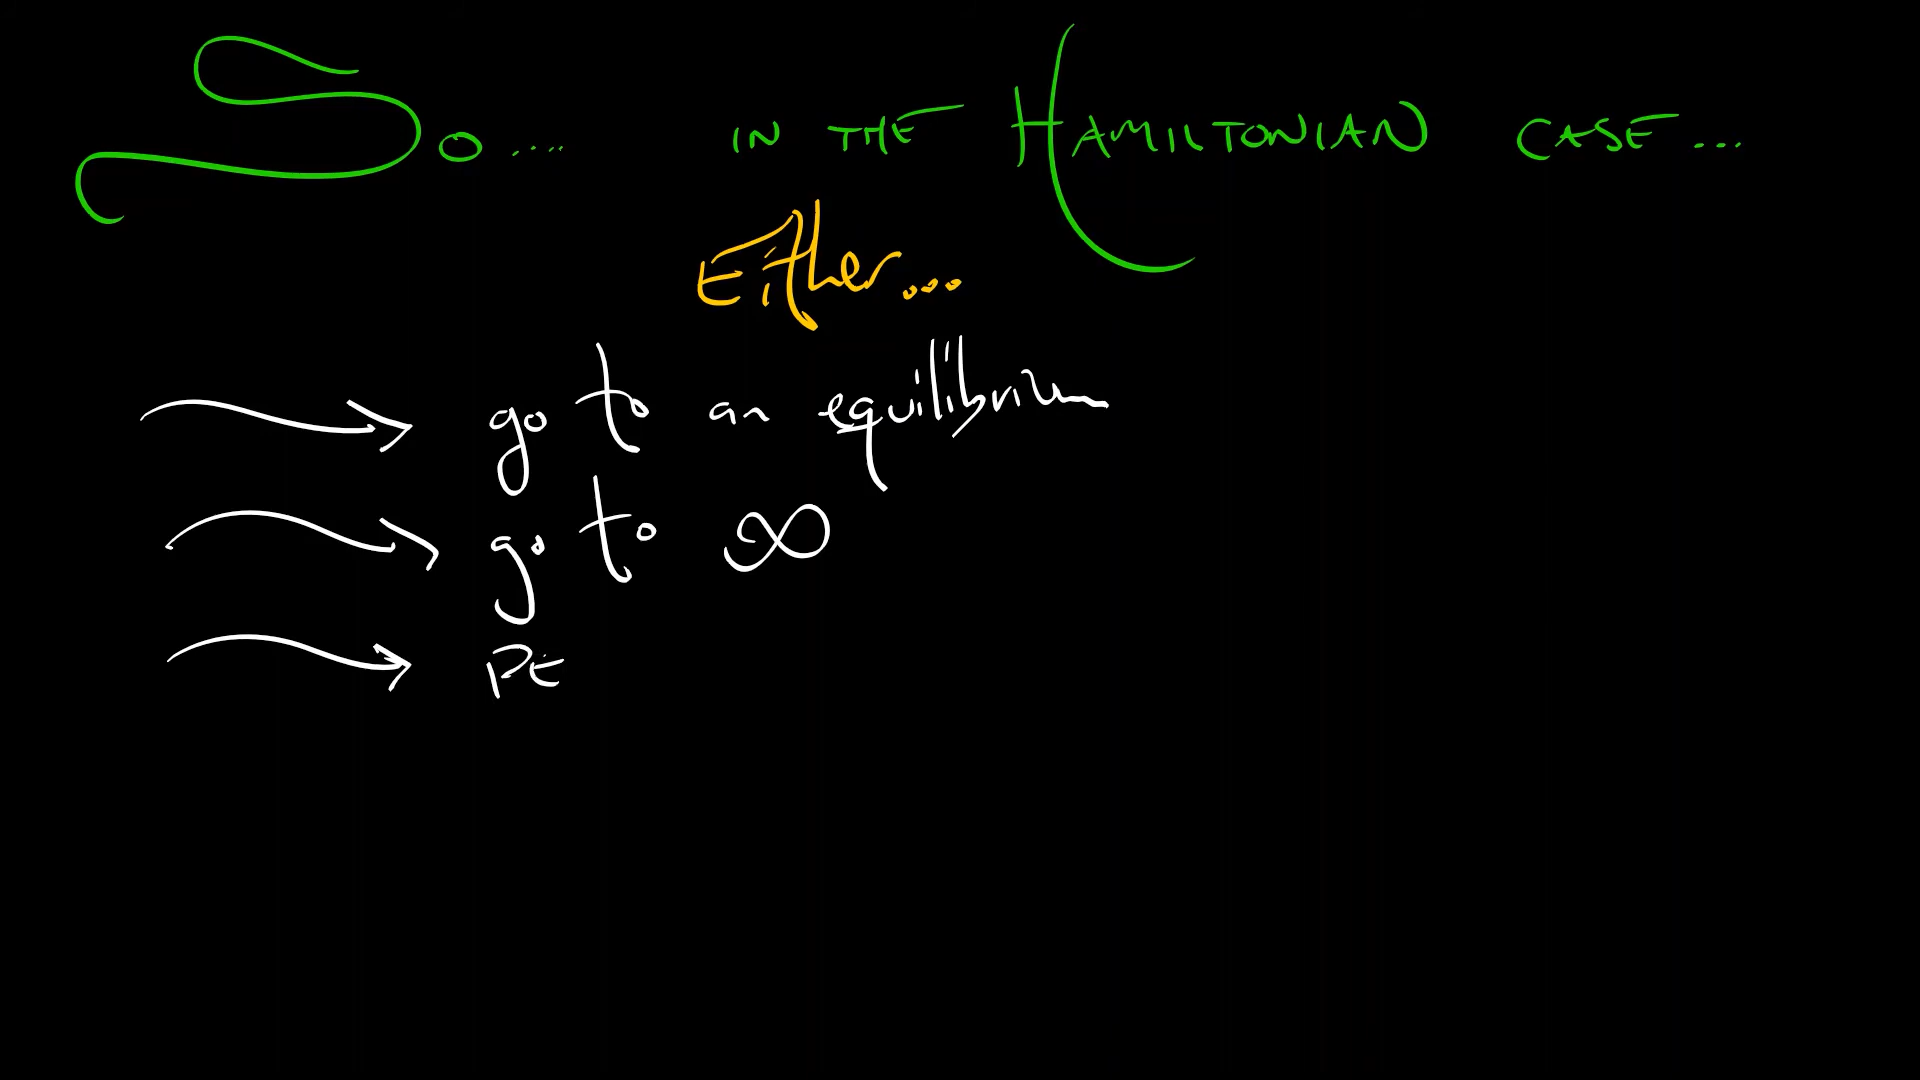 So.... in the Hamiltonian case...
Either...
go to an equilibrium
go to ∞
PE